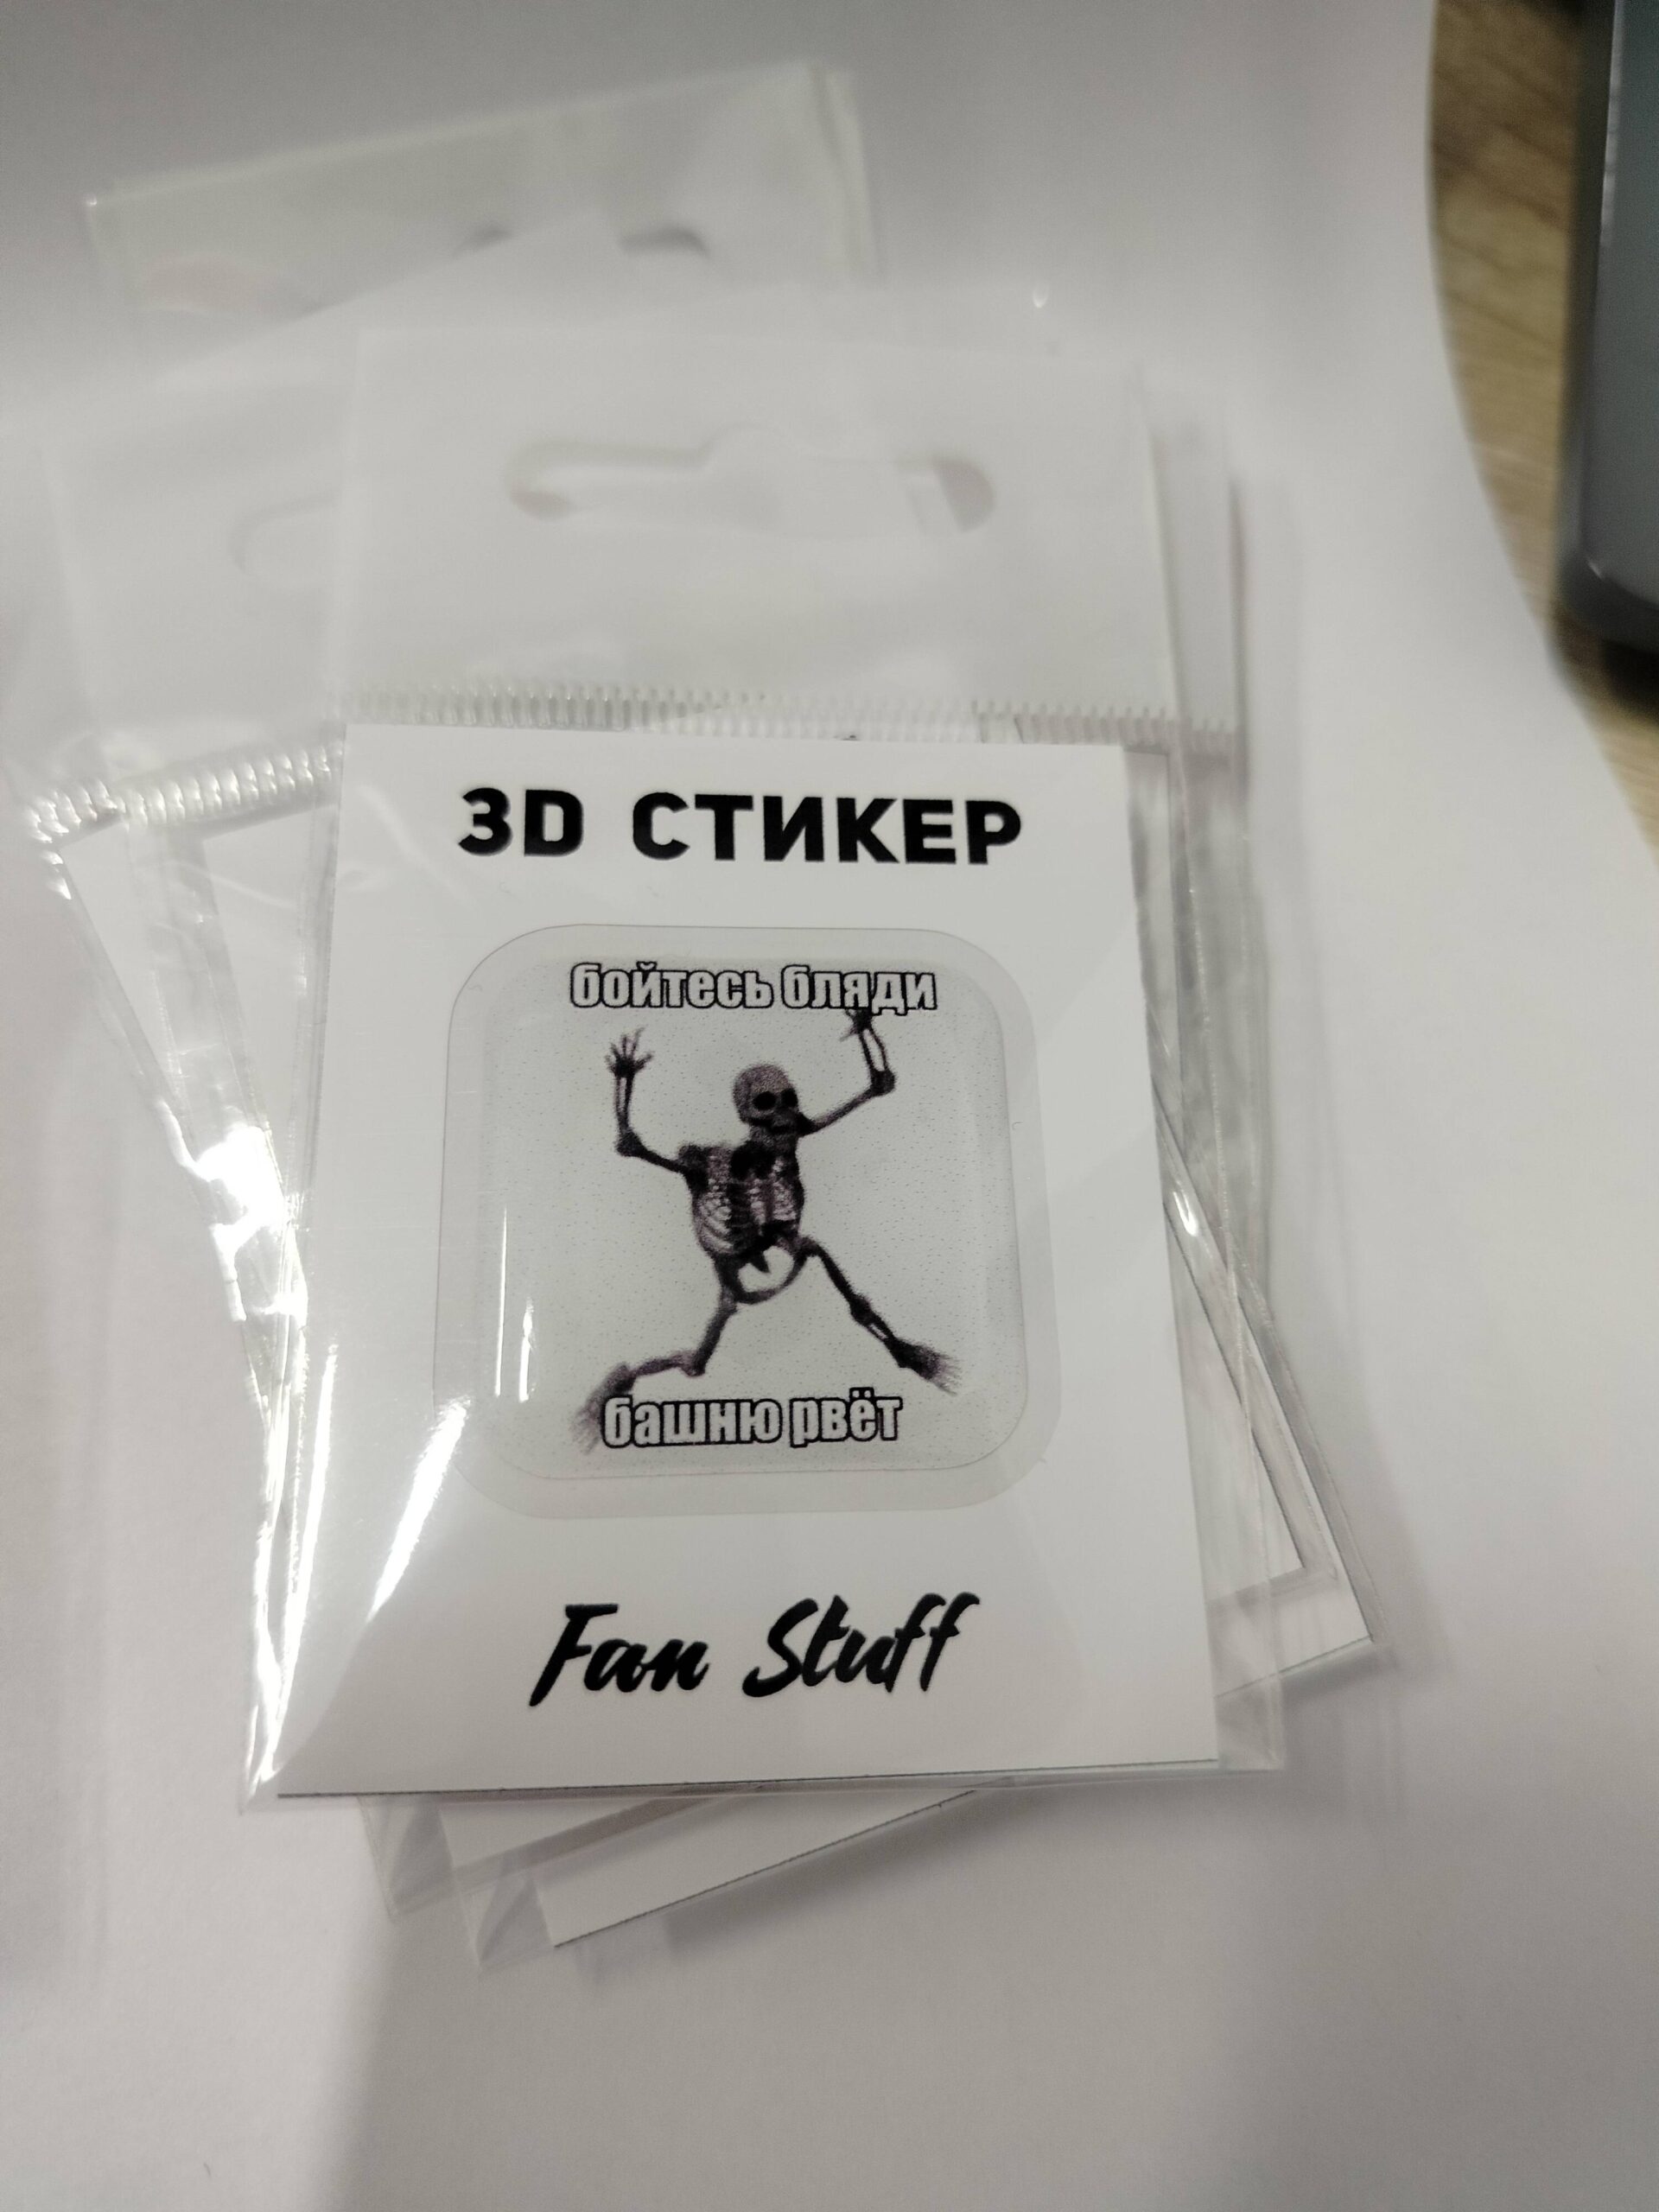 3D СТИКЕР
бойтесь бляди
башню рвёт
Fan Stuff